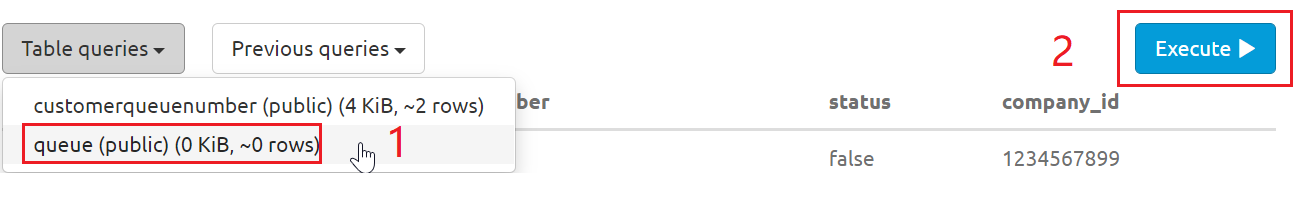 Table queries Previous queries 2 Execute
customerqueuenumber (public) (4 KiB, ~2 rows) ber status company_id
queue (public) (0 KiB, ~0 rows) 1
false 1234567899